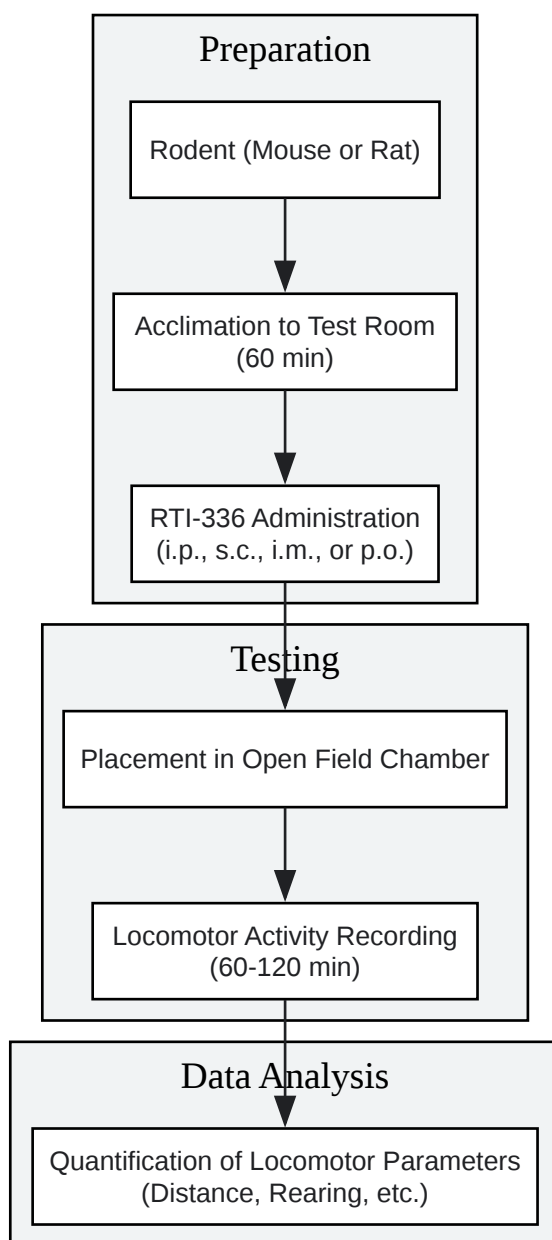 Preparation
Rodent (Mouse or Rat)
Acclimation to Test Room
(60 min)
RTI-336 Administration
(i.p., s.c., i.m., or p.o.)
Testing
Placement in Open Field Chamber
Locomotor Activity Recording
(60-120 min)
Data Analysis
Quantification of Locomotor Parameters
(Distance, Rearing, etc.)